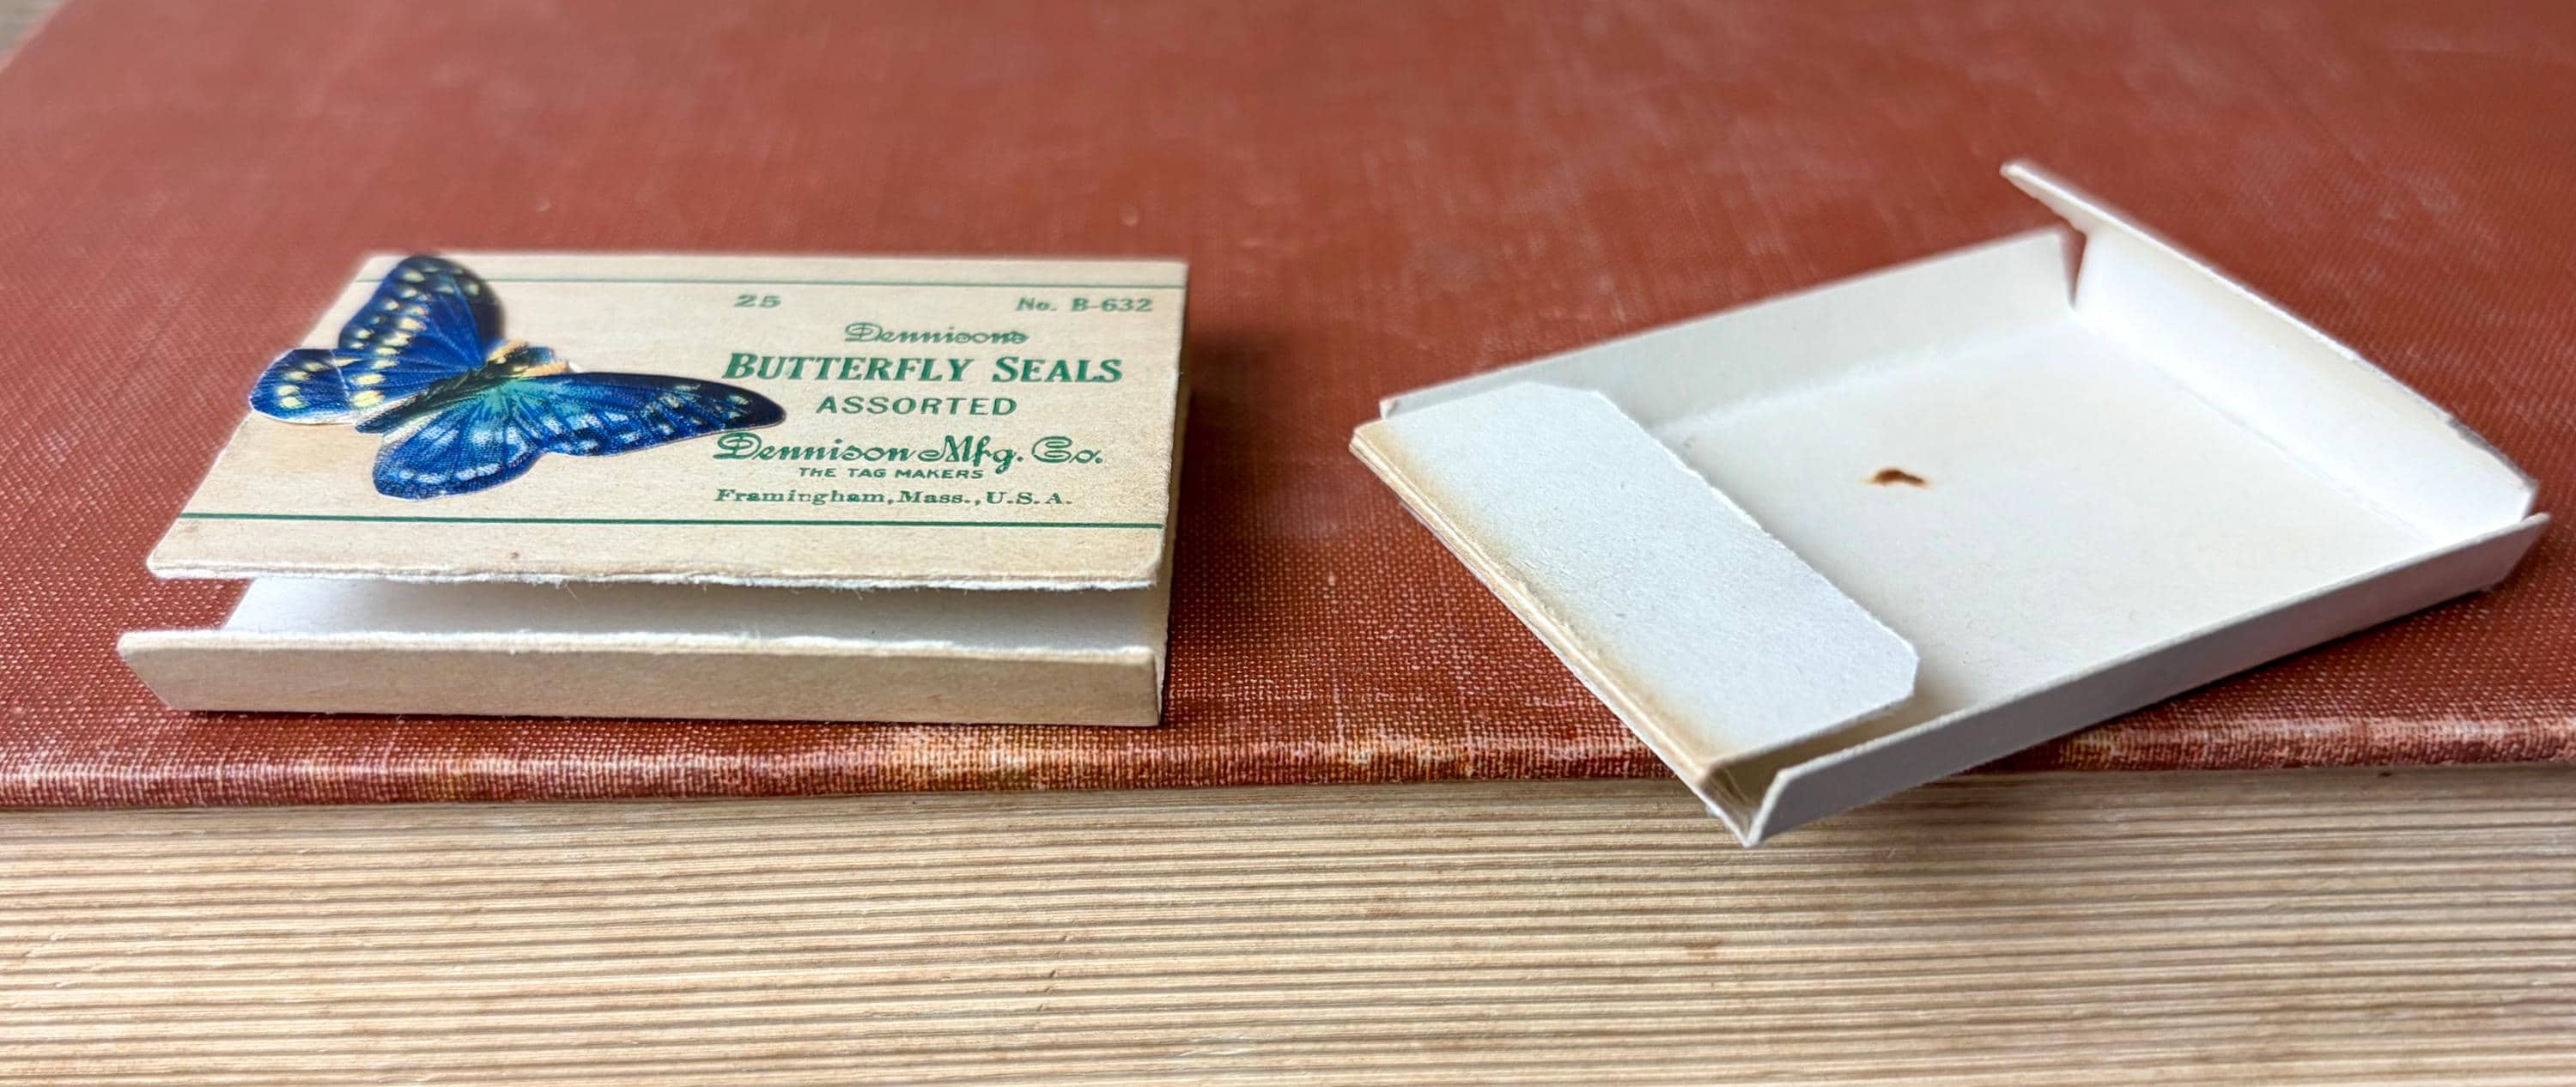 25 No. B-632
Dennison's
BUTTERFLY SEALS
ASSORTED
Dennison Mfg. Co.
THE TAG MAKERS
Framingham, Mass., U.S.A.